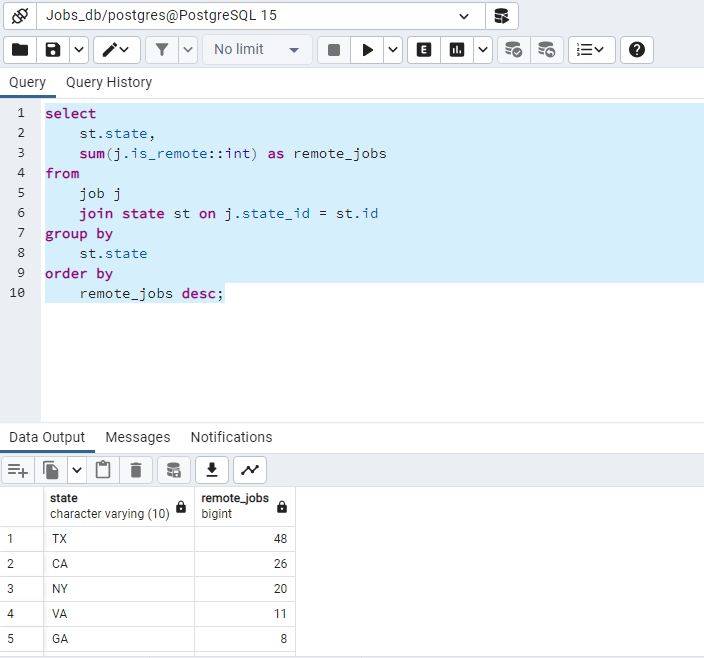 Jobs_db/postgres@PostgreSQL 15
No limit
E
Query Query History
1 select
2 st.state,
3 sum(j.is_remote::int) as remote_jobs
4 from
5 job j
6 join state st on j.state_id = st.id
7 group by
8 st.state
9 order by
10 remote_jobs desc;
Data Output Messages Notifications
state remote_jobs
character varying (10) bigint
1 TX 48
2 CA 26
3 NY 20
4 VA 11
5 GA 8